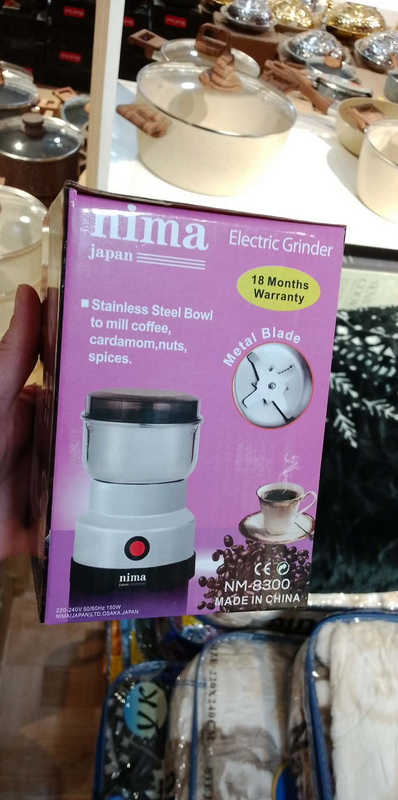 nima
japan
Electric Grinder
18 Months
Warranty
■ Stainless Steel Bowl
to mill coffee,
cardamom,nuts,
spices.
Metal Blade
nima
CE
NM-8300
MADE IN CHINA
220-240V 50/60Hz 150W
NIMA(JAPAN)LTD.OSAKA.JAPAN.